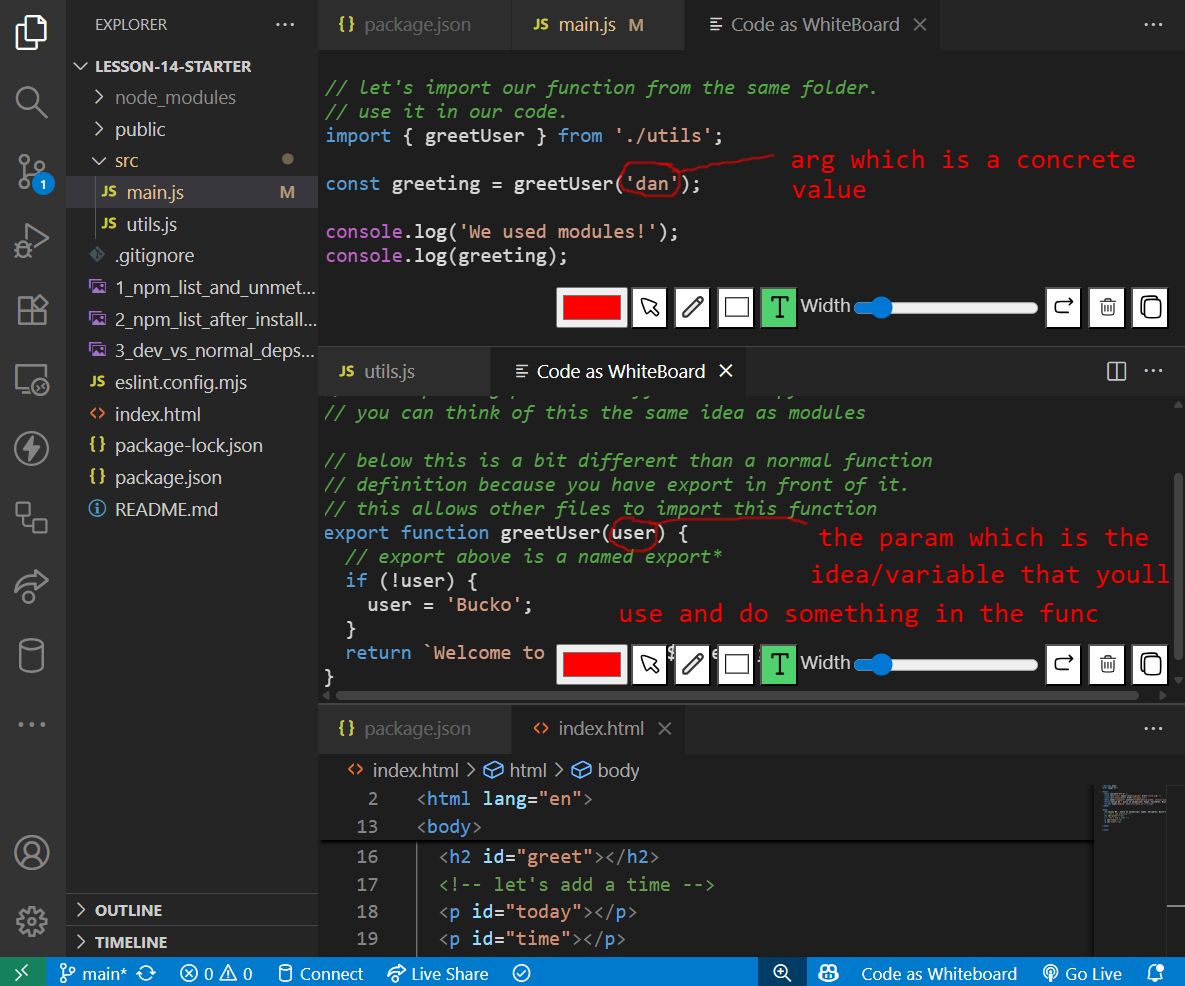 EXPLORER
LESSON-14-STARTER
node_modules
public
src
JS main.js M
JS utils.js
.gitignore
1_npm_list_and_unmet...
2_npm_list_after_install...
3_dev_vs_normal_deps...
JS eslint.config.mjs
<> index.html
{} package-lock.json
{} package.json
README.md
OUTLINE
TIMELINE
1
{} package.json
JS main.js M
Code as WhiteBoard
// let's import our function from the same folder.
// use it in our code.
import { greetUser } from './utils';
const greeting = greetUser('dan');
arg which is a concrete
value
console.log('We used modules!');
console.log(greeting);
T Width
JS utils.js
Code as WhiteBoard
// you can think of this the same idea as modules
// below this is a bit different than a normal function
// definition because you have export in front of it.
// this allows other files to import this function
export function greetUser(user) {
// export above is a named export*
if (!user) {
user = 'Bucko';
}
the param which is the
idea/variable that youll
use and do something in the func
return `Welcome to
}
T Width
{} package.json
<> index.html
<> index.html > html > body
2 <html lang="en">
13 <body>
16 <h2 id="greet"></h2>
17 <!-- let's add a time -->
18 <p id="today"></p>
19 <p id="time"></p>
main* 0 0 Connect Live Share Code as Whiteboard Go Live